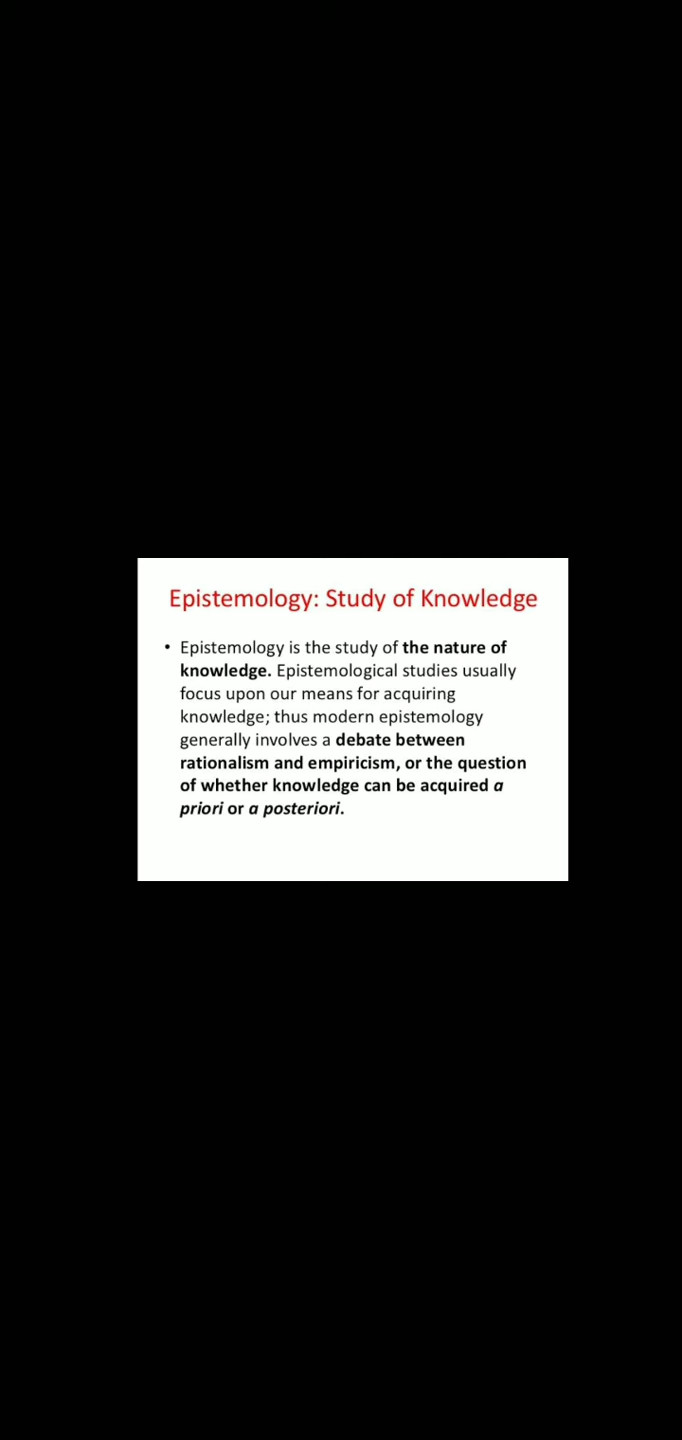 Epistemology: Study of Knowledge
• Epistemology is the study of the nature of
knowledge. Epistemological studies usually
focus upon our means for acquiring
knowledge; thus modern epistemology
generally involves a debate between
rationalism and empiricism, or the question
of whether knowledge can be acquired a
priori or a posteriori.